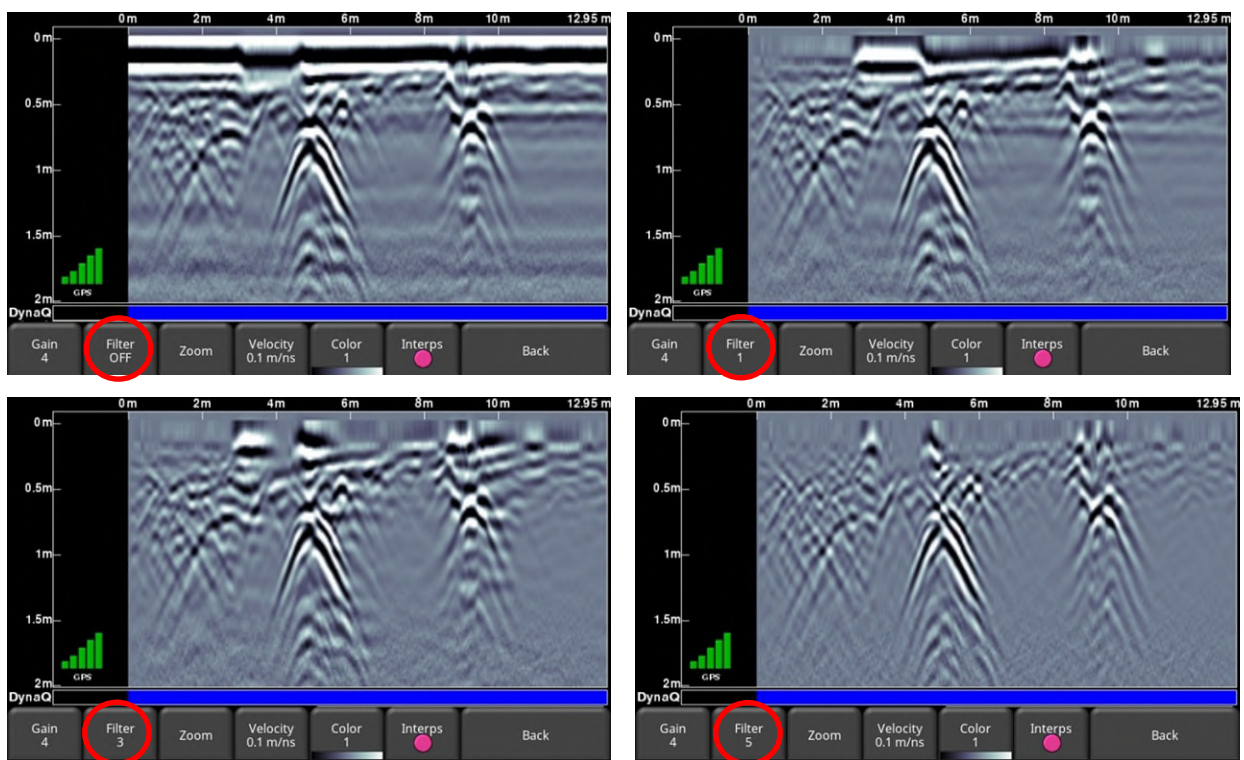 0m 2m 4m 6m 8m 10m 12.95 m
0m
0.5m
1m
1.5m
2m
GPS
DynaQ
Gain 4
Filter OFF
Zoom
Velocity 0.1 m/ns
Color 1
Interps
Back
0m 2m 4m 6m 8m 10m 12.95 m
0m
0.5m
1m
1.5m
2m
GPS
DynaQ
Gain 4
Filter 1
Zoom
Velocity 0.1 m/ns
Color 1
Interps
Back
0m 2m 4m 6m 8m 10m 12.95 m
0m
0.5m
1m
1.5m
2m
GPS
DynaQ
Gain 4
Filter 3
Zoom
Velocity 0.1 m/ns
Color 1
Interps
Back
0m 2m 4m 6m 8m 10m 12.95 m
0m
0.5m
1m
1.5m
2m
GPS
DynaQ
Gain 4
Filter 5
Zoom
Velocity 0.1 m/ns
Color 1
Interps
Back